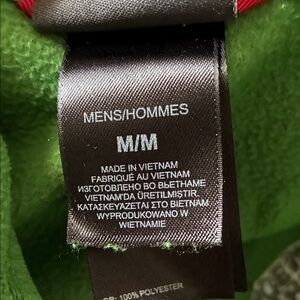 MENS/HOMMES
M/M
MADE IN VIETNAM
FABRIQUÉ AU VIETNAM
ИЗГОТОВЛЕНО ВО ВЬЕТНАМЕ
VIETNAM'DA ÜRETILMIŞTIR
ΚΑΤΑΣΚΕΥΑΖΕΤΑΙ ΣΤΟ ΒΙΕΤΝΑΜ
WYPRODUKOWANO W
WIETNAMIE
100% POLYESTER